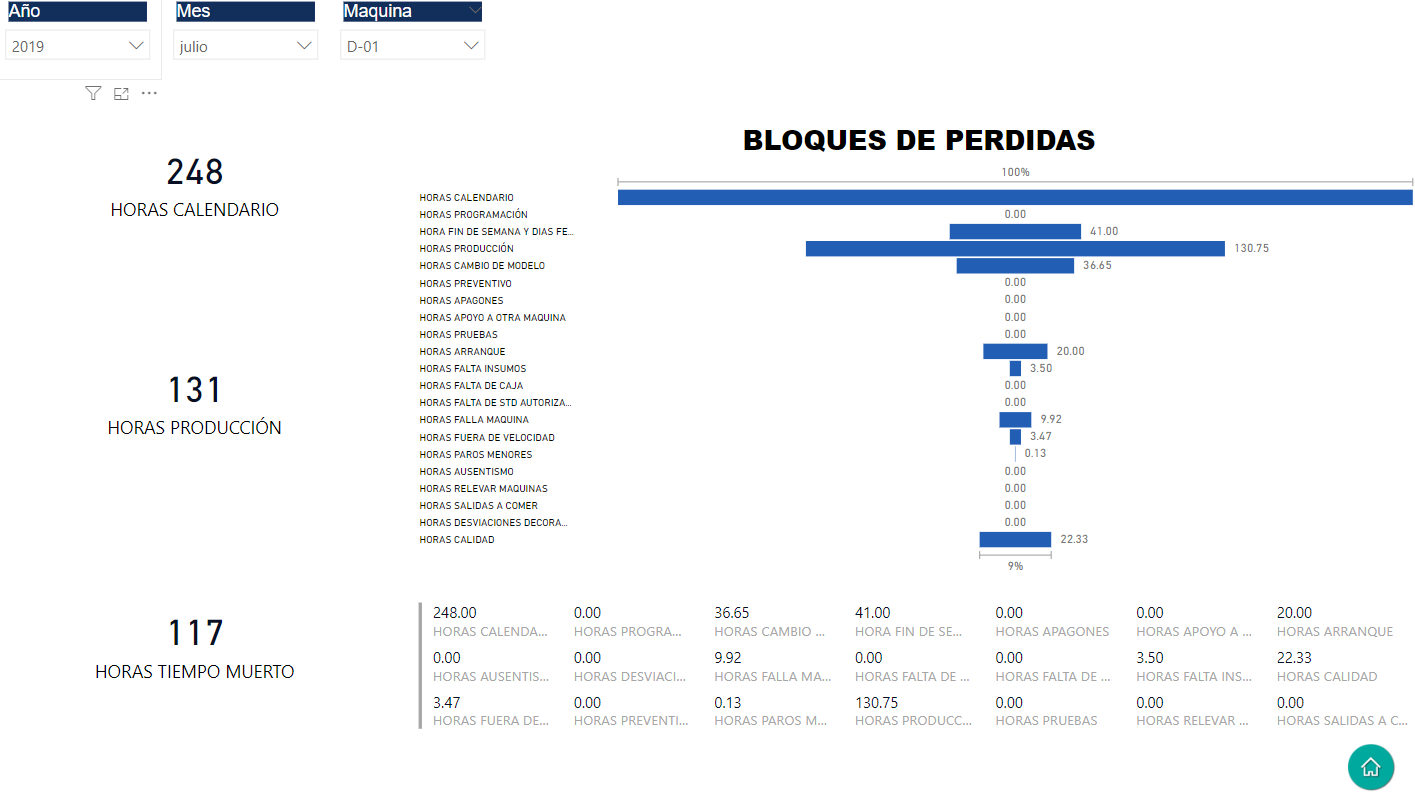 Año Mes Maquina
2019 julio D-01
248
HORAS CALENDARIO
131
HORAS PRODUCCIÓN
117
HORAS TIEMPO MUERTO
BLOQUES DE PERDIDAS
100%
HORAS CALENDARIO
HORAS PROGRAMACIÓN 0.00
HORA FIN DE SEMANA Y DIAS FE... 41.00
HORAS PRODUCCIÓN 130.75
HORAS CAMBIO DE MODELO 36.65
HORAS PREVENTIVO 0.00
HORAS APAGONES 0.00
HORAS APOYO A OTRA MAQUINA 0.00
HORAS PRUEBAS 0.00
HORAS ARRANQUE 20.00
HORAS FALTA INSUMOS 3.50
HORAS FALTA DE CAJA 0.00
HORAS FALTA DE STD AUTORIZA... 0.00
HORAS FALLA MAQUINA 9.92
HORAS FUERA DE VELOCIDAD 3.47
HORAS PAROS MENORES 0.13
HORAS AUSENTISMO 0.00
HORAS RELEVAR MAQUINAS 0.00
HORAS SALIDAS A COMER 0.00
HORAS DESVIACIONES DECORA... 0.00
HORAS CALIDAD 22.33
9%
248.00 0.00 36.65 41.00 0.00 0.00 20.00
HORAS CALENDA... HORAS PROGRA... HORAS CAMBIO ... HORA FIN DE SE... HORAS APAGONES HORAS APOYO A ... HORAS ARRANQUE
0.00 0.00 9.92 0.00 0.00 3.50 22.33
HORAS AUSENTIS... HORAS DESVIACI... HORAS FALLA MA... HORAS FALTA DE ... HORAS FALTA DE ... HORAS FALTA INS... HORAS CALIDAD
3.47 0.00 0.13 130.75 0.00 0.00 0.00
HORAS FUERA DE... HORAS PREVENTI... HORAS PAROS M... HORAS PRODUCC... HORAS PRUEBAS HORAS RELEVAR ... HORAS SALIDAS A C...